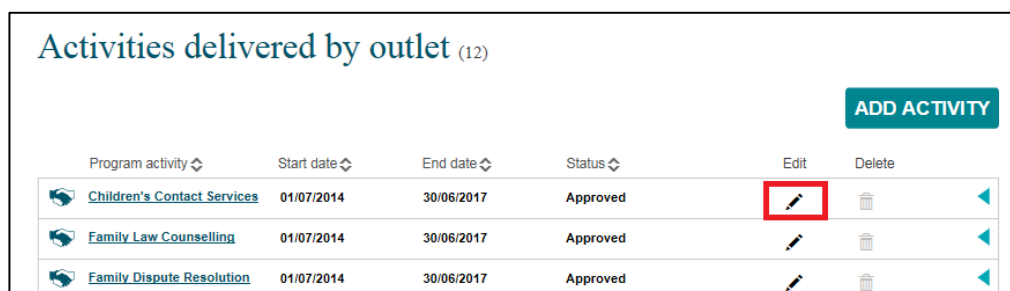 Activities delivered by outlet (12)
ADD ACTIVITY
Program activity Start date End date Status Edit Delete
Children's Contact Services 01/07/2014 30/06/2017 Approved
Family Law Counselling 01/07/2014 30/06/2017 Approved
Family Dispute Resolution 01/07/2014 30/06/2017 Approved